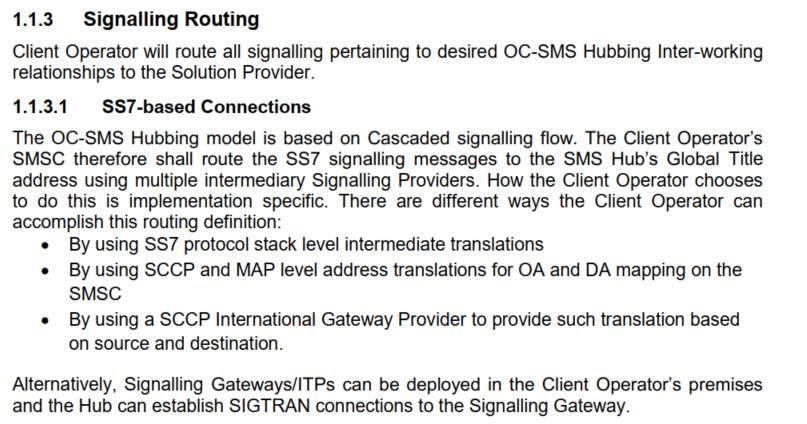 1.1.3 Signalling Routing
Client Operator will route all signalling pertaining to desired OC-SMS Hubbing Inter-working
relationships to the Solution Provider.
1.1.3.1 SS7-based Connections
The OC-SMS Hubbing model is based on Cascaded signalling flow. The Client Operator's
SMSC therefore shall route the SS7 signalling messages to the SMS Hub's Global Title
address using multiple intermediary Signalling Providers. How the Client Operator chooses
to do this is implementation specific. There are different ways the Client Operator can
accomplish this routing definition:
• By using SS7 protocol stack level intermediate translations
• By using SCCP and MAP level address translations for OA and DA mapping on the
SMSC
• By using a SCCP International Gateway Provider to provide such translation based
on source and destination.
Alternatively, Signalling Gateways/ITPs can be deployed in the Client Operator's premises
and the Hub can establish SIGTRAN connections to the Signalling Gateway.